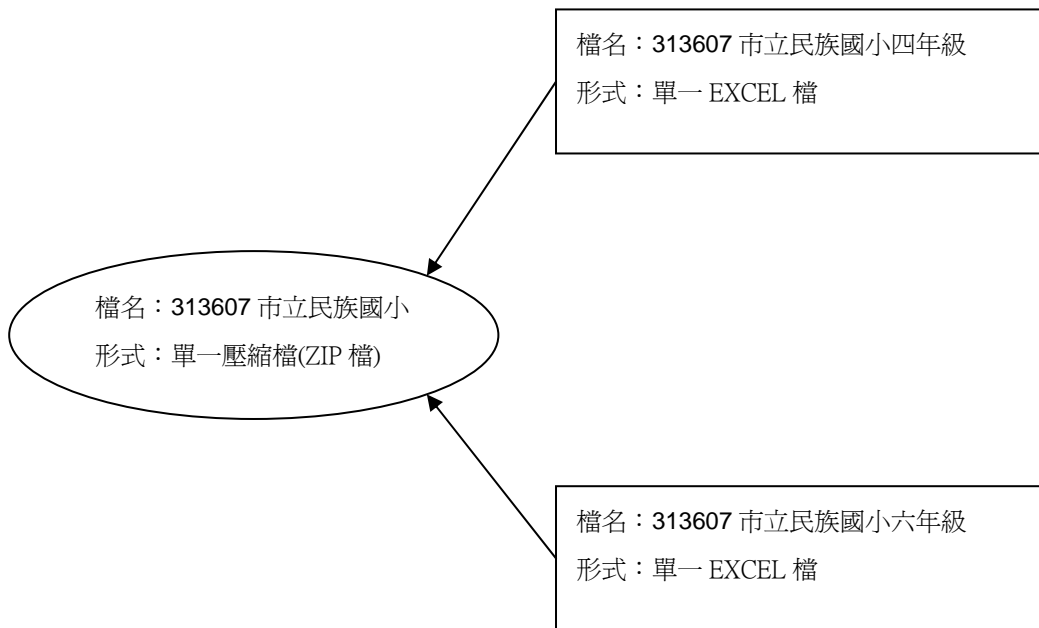 檔名：313607 市立民族國小四年級
形式：單一 EXCEL 檔
檔名：313607 市立民族國小
形式：單一壓縮檔(ZIP 檔)
檔名：313607 市立民族國小六年級
形式：單一 EXCEL 檔